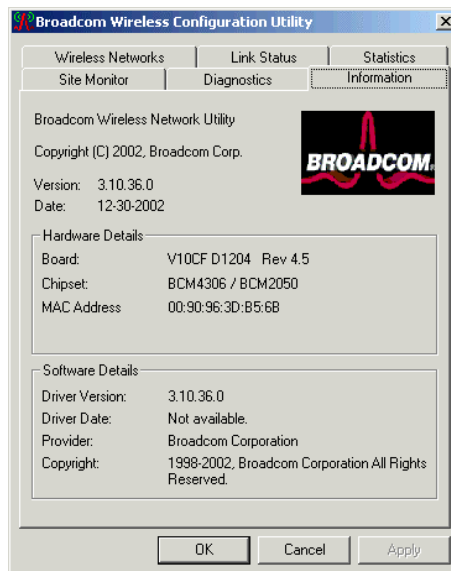 Broadcom Wireless Configuration Utility
Wireless Networks Link Status Statistics
Site Monitor Diagnostics Information
Broadcom Wireless Network Utility
Copyright (C) 2002, Broadcom Corp.
BROADCOM.
Version: 3.10.36.0
Date: 12-30-2002
Hardware Details
Board: V10CF D1204 Rev 4.5
Chipset: BCM4306 / BCM2050
MAC Address 00:90:96:3D:B5:6B
Software Details
Driver Version: 3.10.36.0
Driver Date: Not available.
Provider: Broadcom Corporation
Copyright: 1998-2002, Broadcom Corporation All Rights
Reserved.
OK Cancel Apply